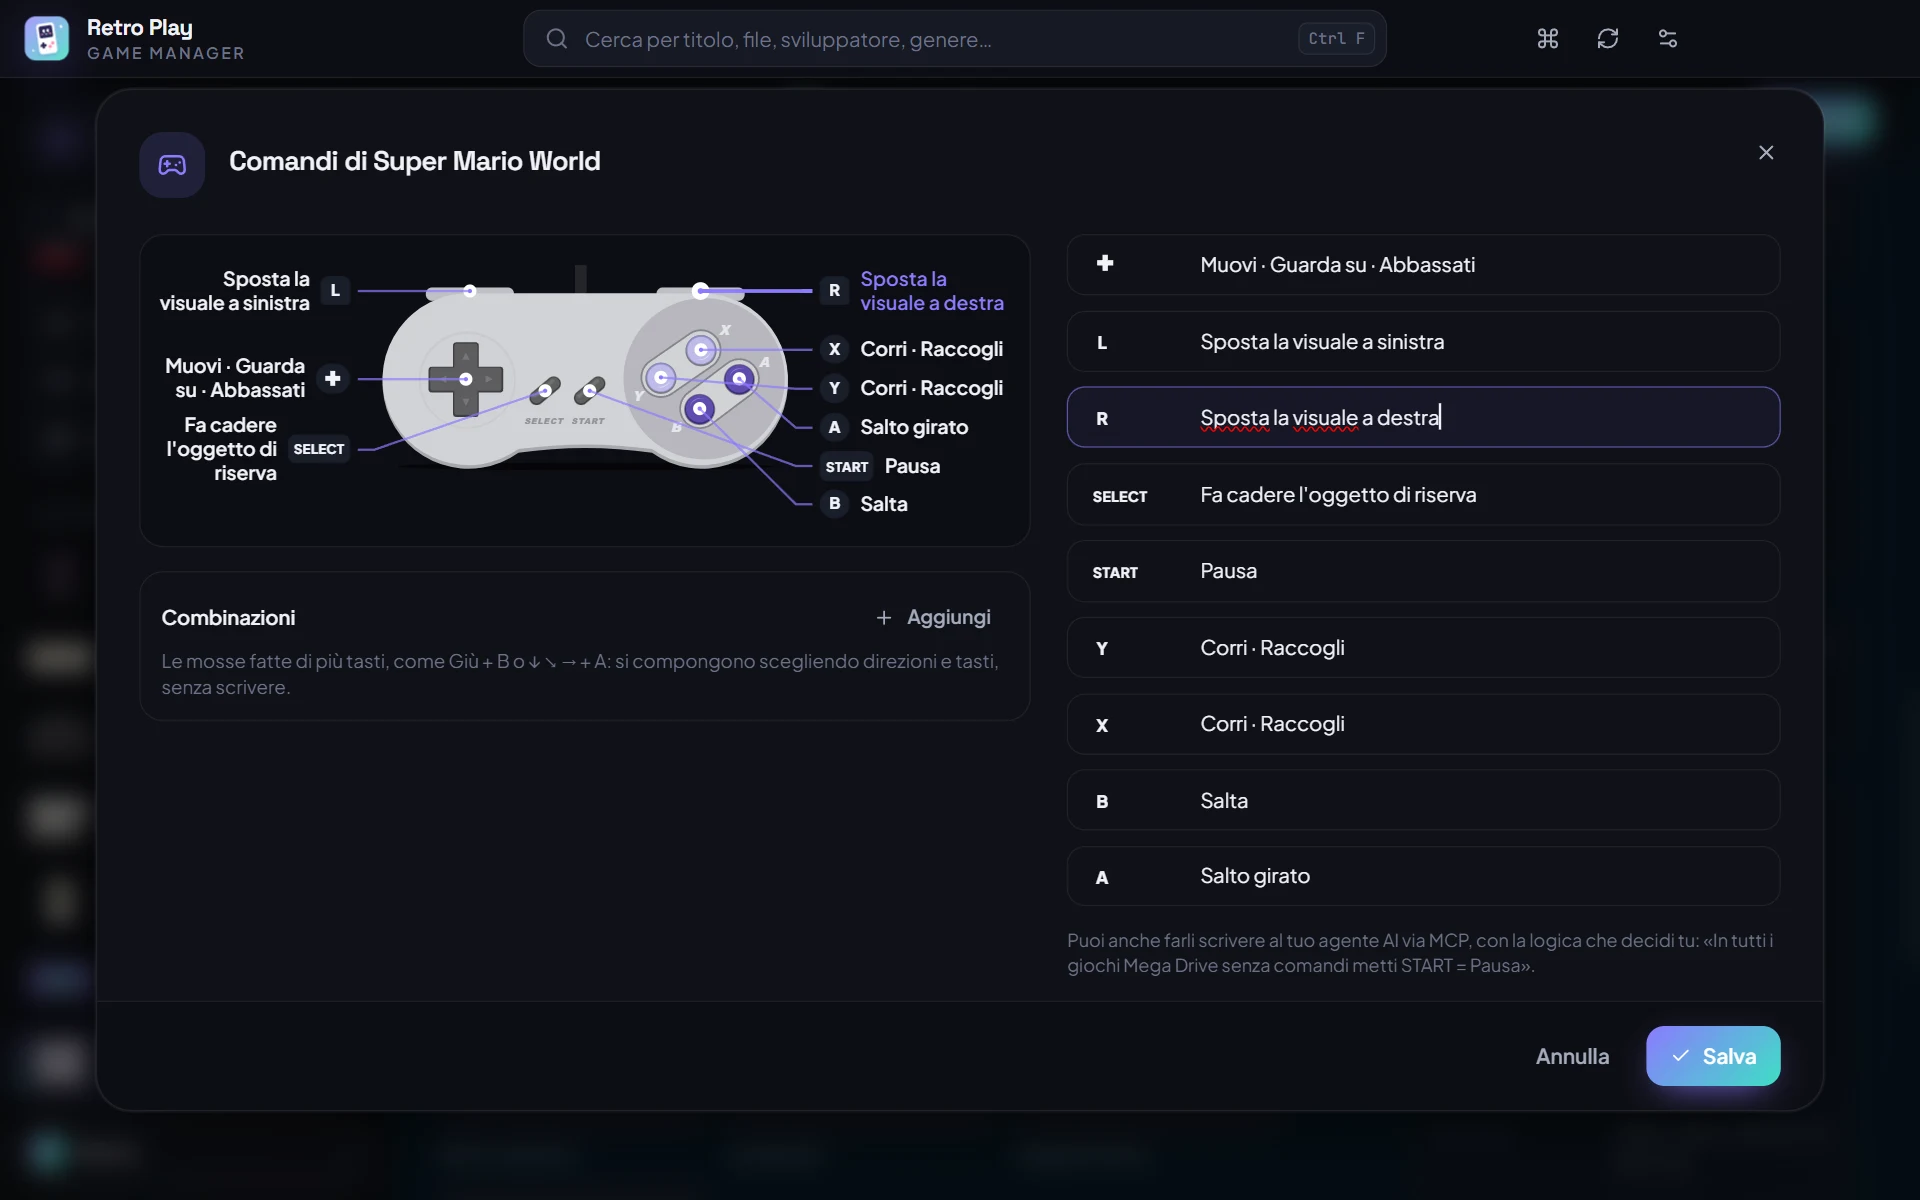 Retro Play
GAME MANAGER
Cerca per titolo, file, sviluppatore, genere…
Ctrl F
Comandi di Super Mario World
Sposta la
visuale a sinistra
L
Muovi · Guarda
su · Abbassati
Fa cadere
l'oggetto di
riserva
SELECT
SELECT START
X
A
Y
B
R
Sposta la
visuale a destra
X Corri · Raccogli
Y Corri · Raccogli
A Salto girato
START Pausa
B Salta
Combinazioni
+ Aggiungi
Le mosse fatte di più tasti, come Giù + B o ↓ ↘ → + A: si compongono scegliendo direzioni e tasti,
senza scrivere.
Muovi · Guarda su · Abbassati
L Sposta la visuale a sinistra
R Sposta la visuale a destra
SELECT Fa cadere l'oggetto di riserva
START Pausa
Y Corri · Raccogli
X Corri · Raccogli
B Salta
A Salto girato
Puoi anche farli scrivere al tuo agente AI via MCP, con la logica che decidi tu: «In tutti i
giochi Mega Drive senza comandi metti START = Pausa».
Annulla
Salva